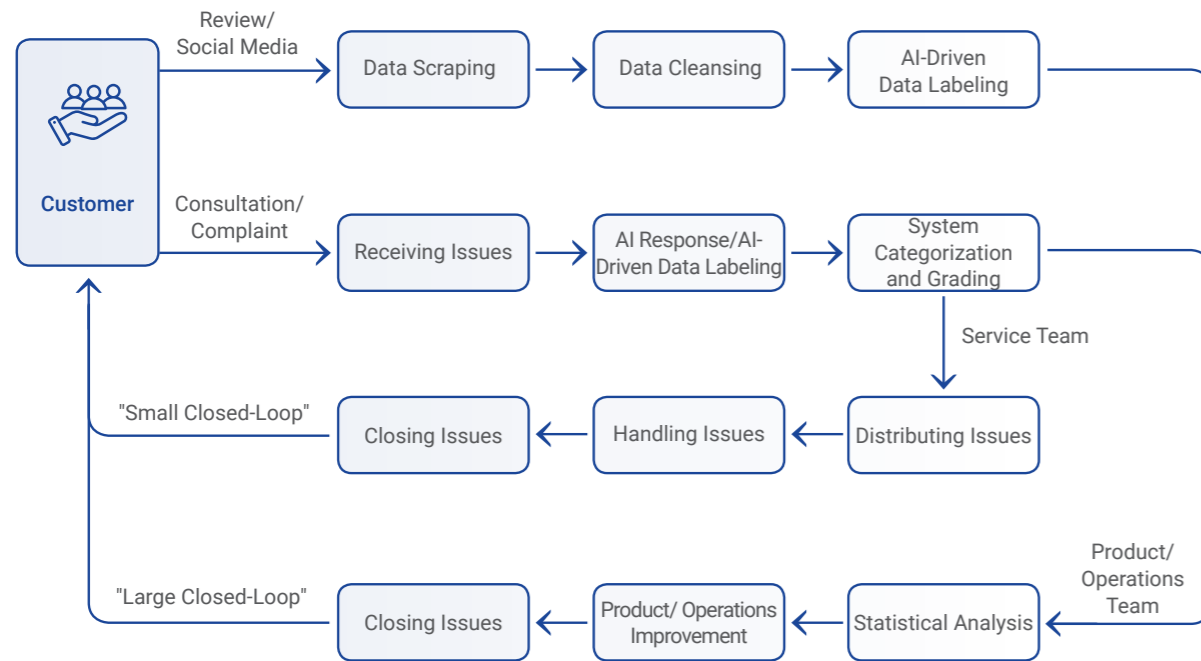 Review/
Social Media
Data Scraping
Data Cleansing
AI-Driven
Data Labeling
Customer
Consultation/
Complaint
Receiving Issues
AI Response/AI-
Driven Data Labeling
System
Categorization
and Grading
Service Team
"Small Closed-Loop"
Closing Issues
Handling Issues
Distributing Issues
Product/
Operations
Team
"Large Closed-Loop"
Closing Issues
Product/ Operations
Improvement
Statistical Analysis